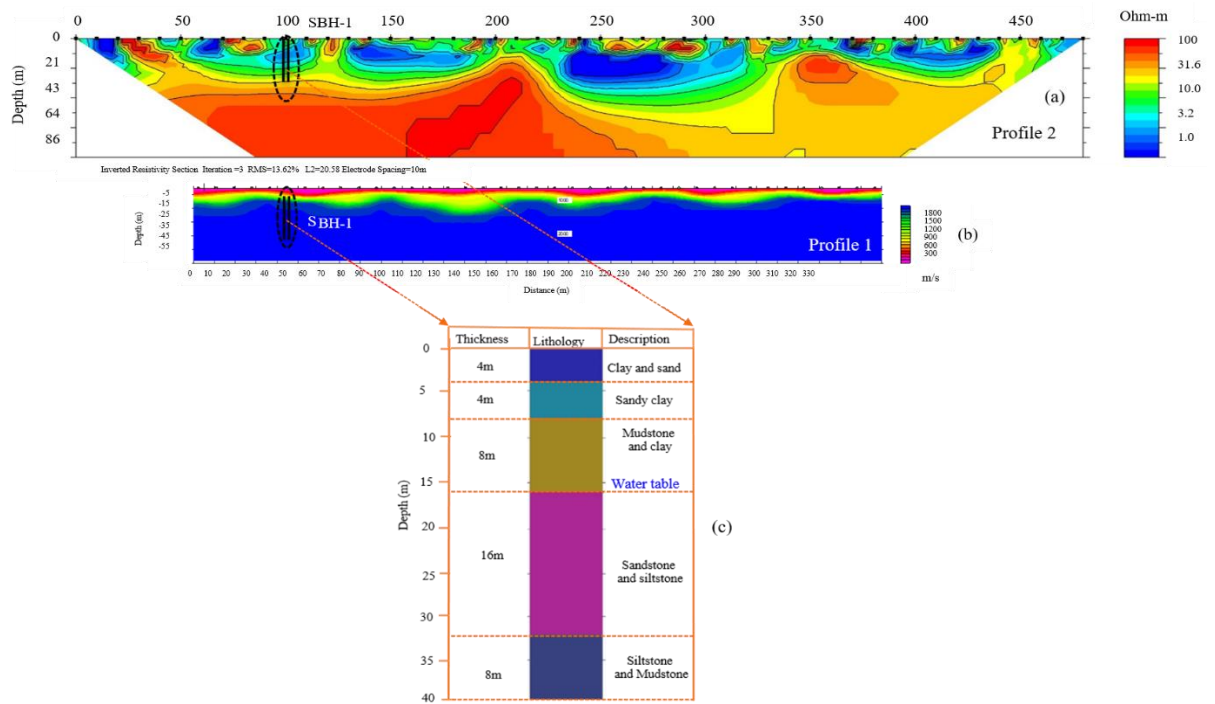 0 50 100 SBH-1 150 200 250 300 350 400 450
Ohm-m
Depth (m)
0
21
43
64
86
100
31.6
10.0
3.2
1.0
(a)
Profile 2
Inverted Resistivity Section Iteration =3 RMS=13.62% L2=20.58 Electrode Spacing=10m
Depth (m)
-5
-15
-25
-35
-45
-55
SBH-1
Profile 1
1800
1500
1200
900
600
300
m/s
(b)
0 10 20 30 40 50 60 70 80 90 100 110 120 130 140 150 160 170 180 190 200 210 220 230 240 250 260 270 280 290 300 310 320 330
Distance (m)
Thickness Lithology Description
Depth (m)
0
5
10
15
20
25
30
35
40
4m Clay and sand
4m Sandy clay
8m Mudstone
and clay
Water table
16m Sandstone
and siltstone
8m Siltstone
and Mudstone
(c)